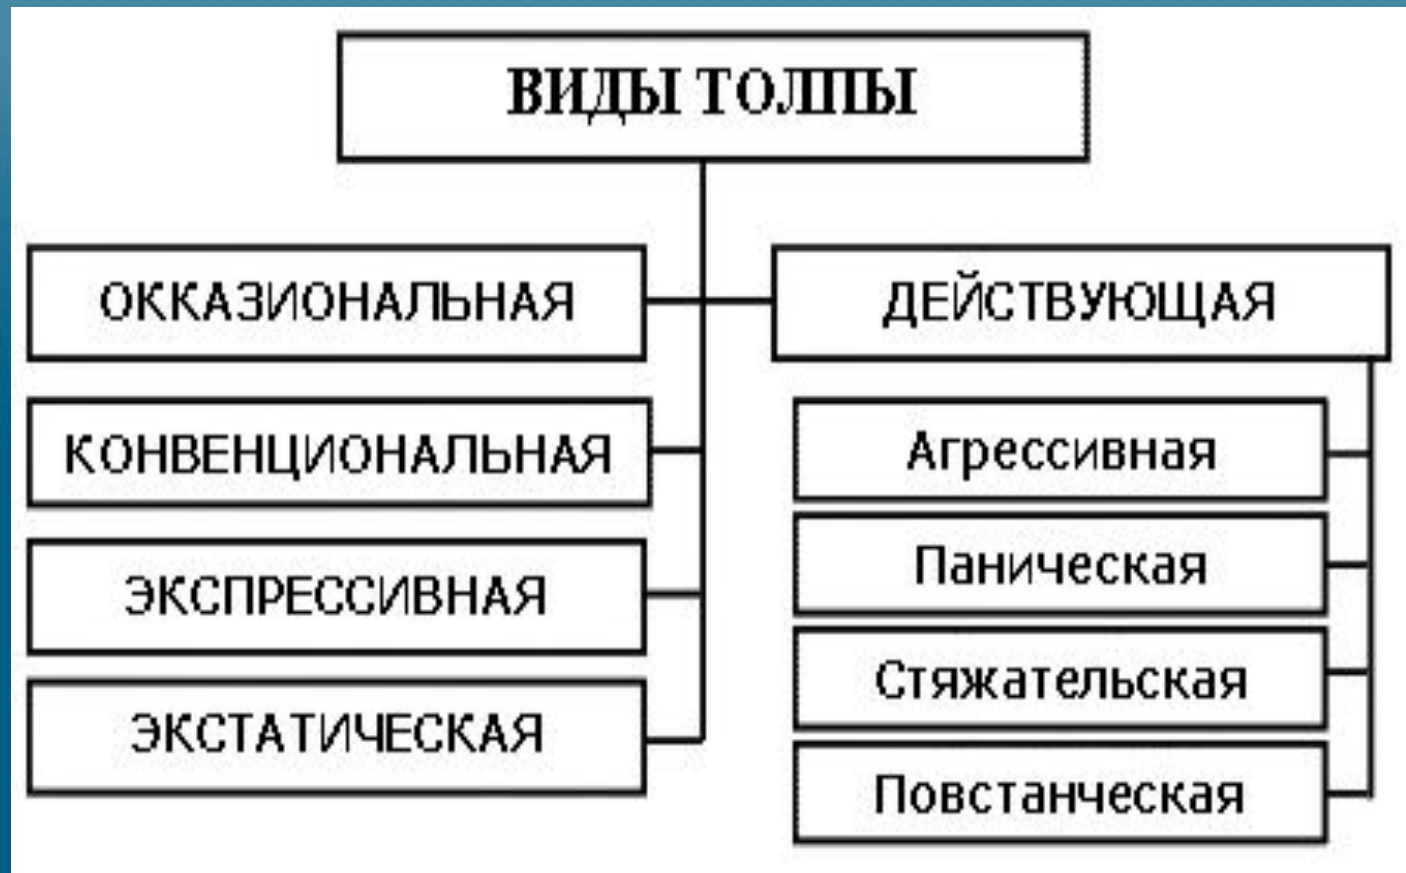 ВИДЫ ТОЛПЫ
ОККАЗИОНАЛЬНАЯ
КОНВЕНЦИОНАЛЬНАЯ
ЭКСПРЕССИВНАЯ
ЭКСТАТИЧЕСКАЯ
ДЕЙСТВУЮЩАЯ
Агрессивная
Паническая
Стяжательская
Повстанческая